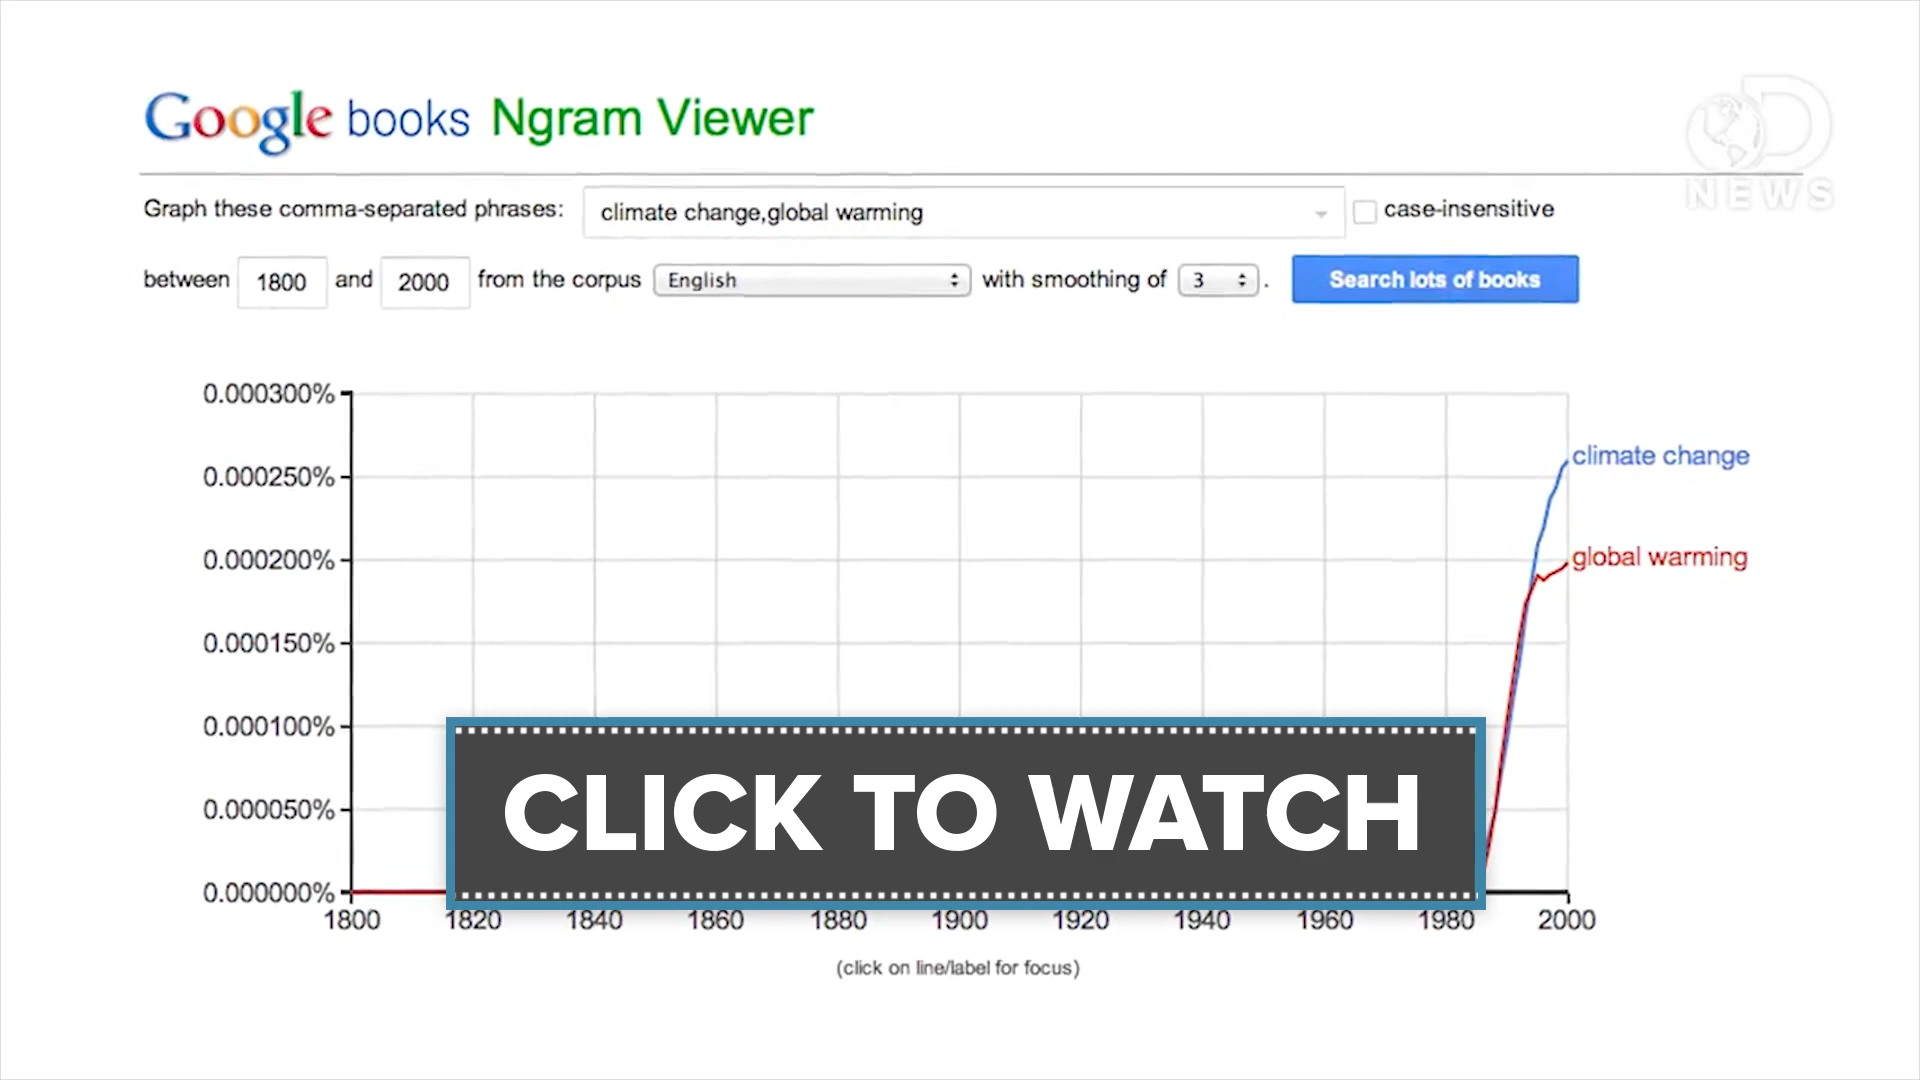 Google books Ngram Viewer
NEWS
Graph these comma-separated phrases: climate change,global warming case-insensitive
between 1800 and 2000 from the corpus English with smoothing of 3 . Search lots of books
0.000300%
0.000250%
0.000200%
0.000150%
0.000100%
0.000050%
0.000000%
climate change
global warming
CLICK TO WATCH
1800 1820 1840 1860 1880 1900 1920 1940 1960 1980 2000
(click on line/label for focus)